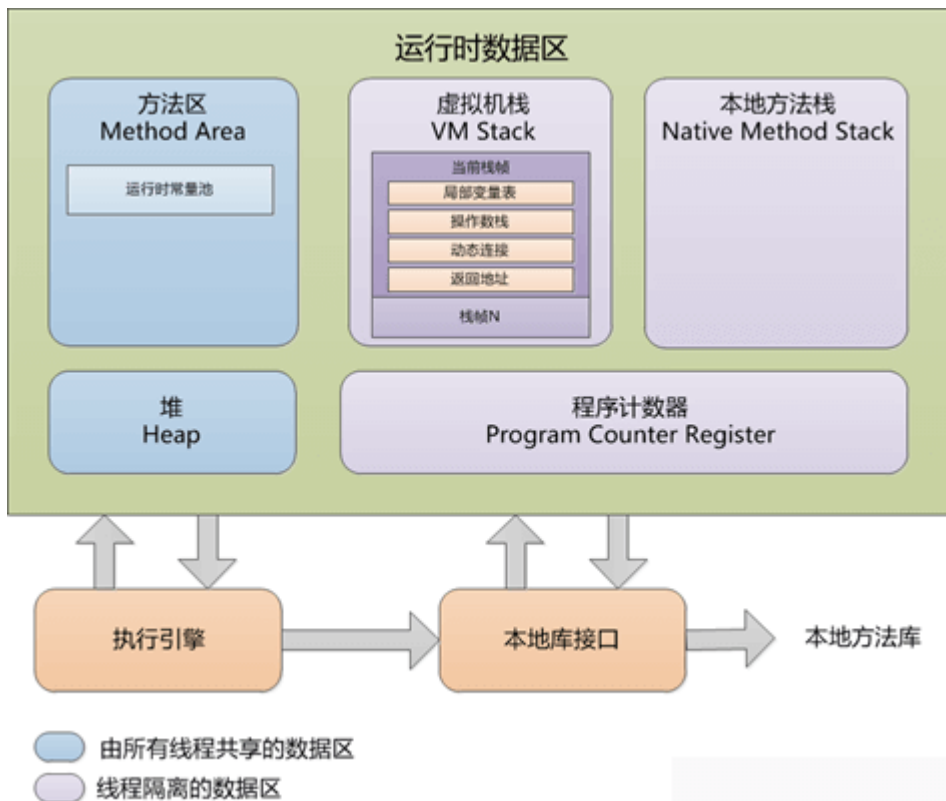 运行时数据区
方法区
Method Area
运行时常量池
虚拟机栈
VM Stack
当前栈帧
局部变量表
操作数栈
动态连接
返回地址
栈帧N
本地方法栈
Native Method Stack
堆
Heap
程序计数器
Program Counter Register
执行引擎
本地库接口
本地方法库
由所有线程共享的数据区
线程隔离的数据区